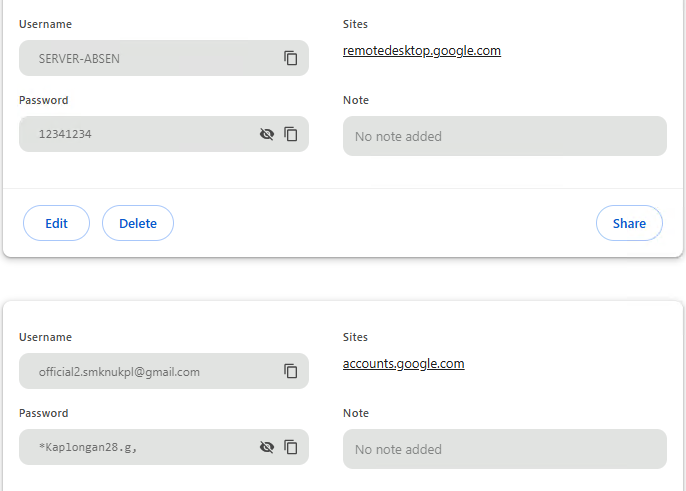 Username
Sites
SERVER-ABSEN
remotedesktop.google.com
Password
Note
12341234
No note added
Edit
Delete
Share
Username
Sites
official2.smknukpl@gmail.com
accounts.google.com
Password
Note
*Kaplongan28.g,
No note added